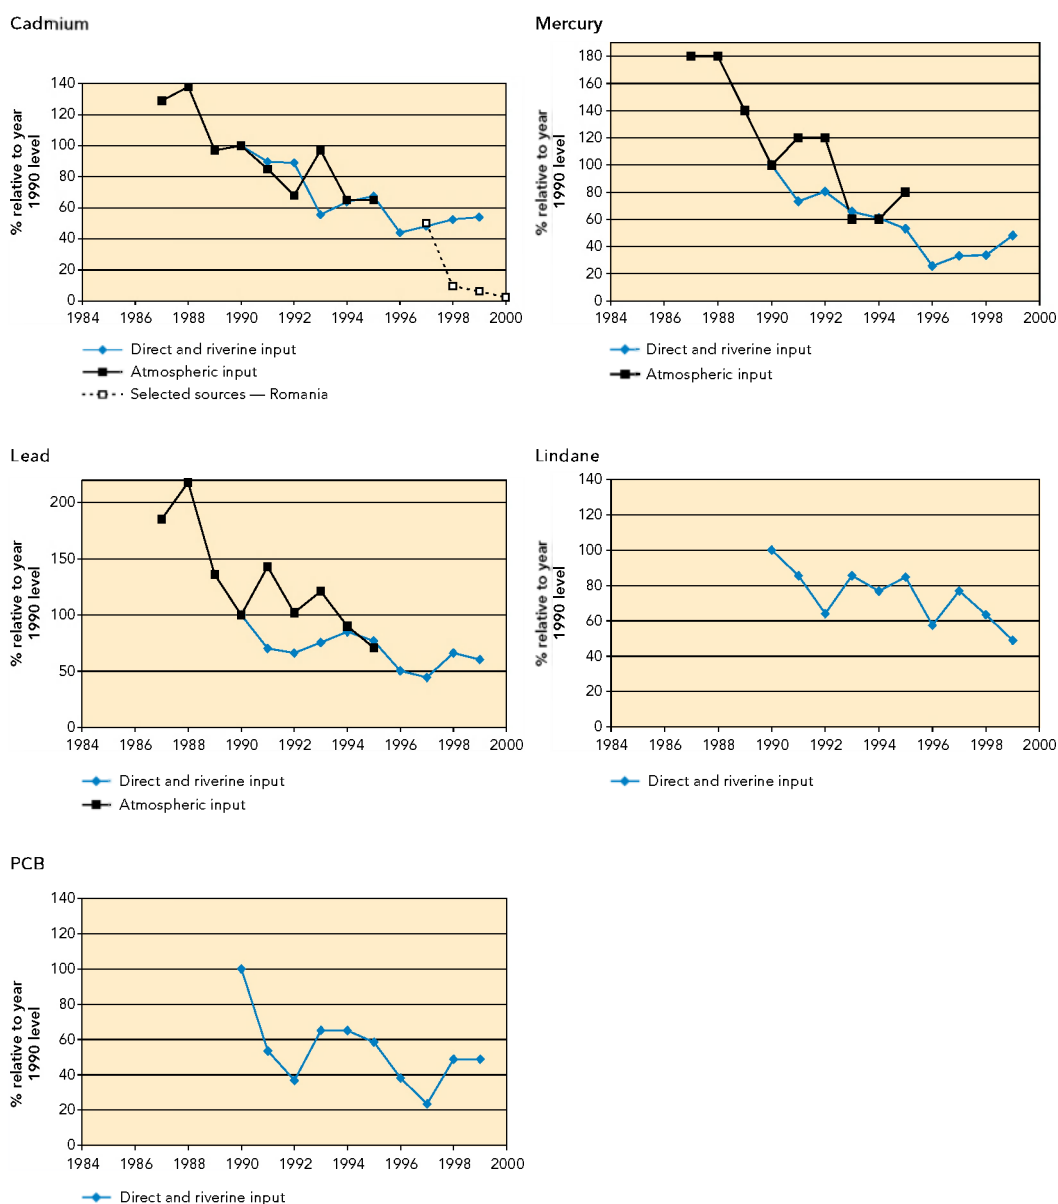 Cadmium
% relative to year
1990 level
140
120
100
80
60
40
20
0
1984 1986 1988 1990 1992 1994 1996 1998 2000
Direct and riverine input
Atmospheric input
Selected sources — Romania
Mercury
% relative to year
1990 level
180
160
140
120
100
80
60
40
20
0
1984 1986 1988 1990 1992 1994 1996 1998 2000
Direct and riverine input
Atmospheric input
Lead
% relative to year
1990 level
200
150
100
50
0
1984 1986 1988 1990 1992 1994 1996 1998 2000
Direct and riverine input
Atmospheric input
Lindane
% relative to year
1990 level
140
120
100
80
60
40
20
0
1984 1986 1988 1990 1992 1994 1996 1998 2000
Direct and riverine input
PCB
% relative to year
1990 level
140
120
100
80
60
40
20
0
1984 1986 1988 1990 1992 1994 1996 1998 2000
Direct and riverine input